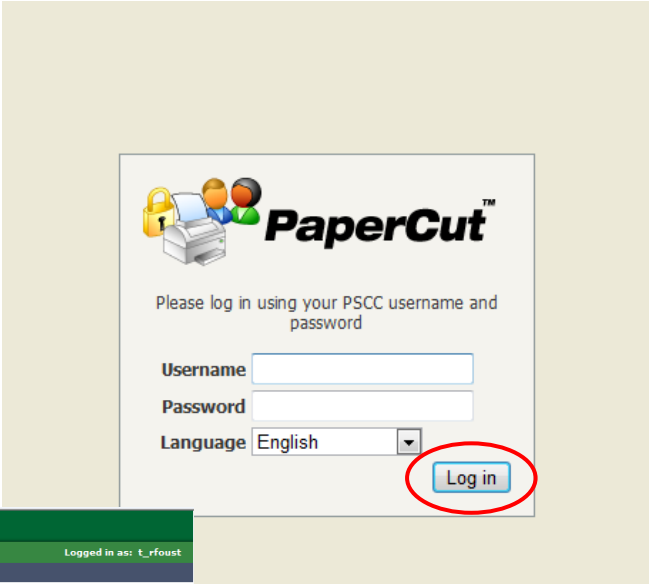 PaperCut™
Please log in using your PSCC username and
password
Username
Password
Language English
Log in
Logged in as: t_rfoust